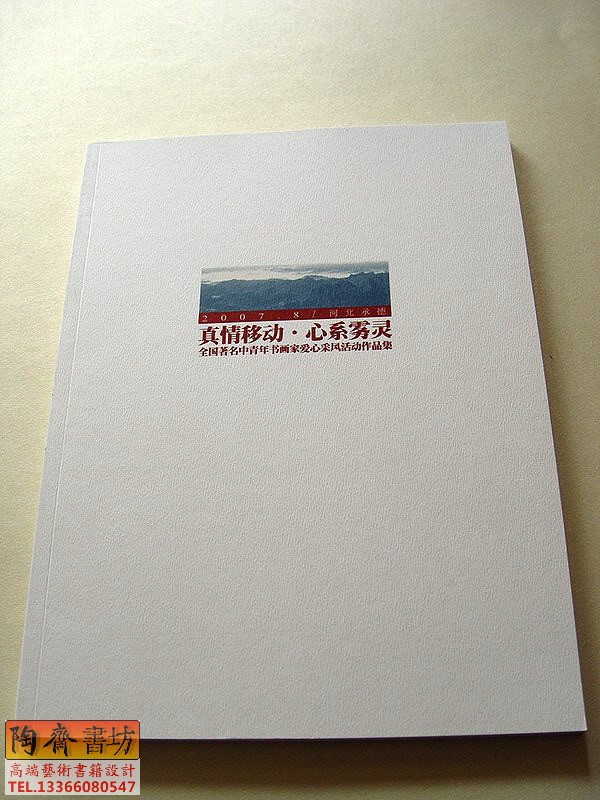 2007.8/河北承德
真情移动·心系雾灵
全国著名中青年书画家爱心采风活动作品集
陶齋書坊
高端藝術書籍設計
TEL.13366080547